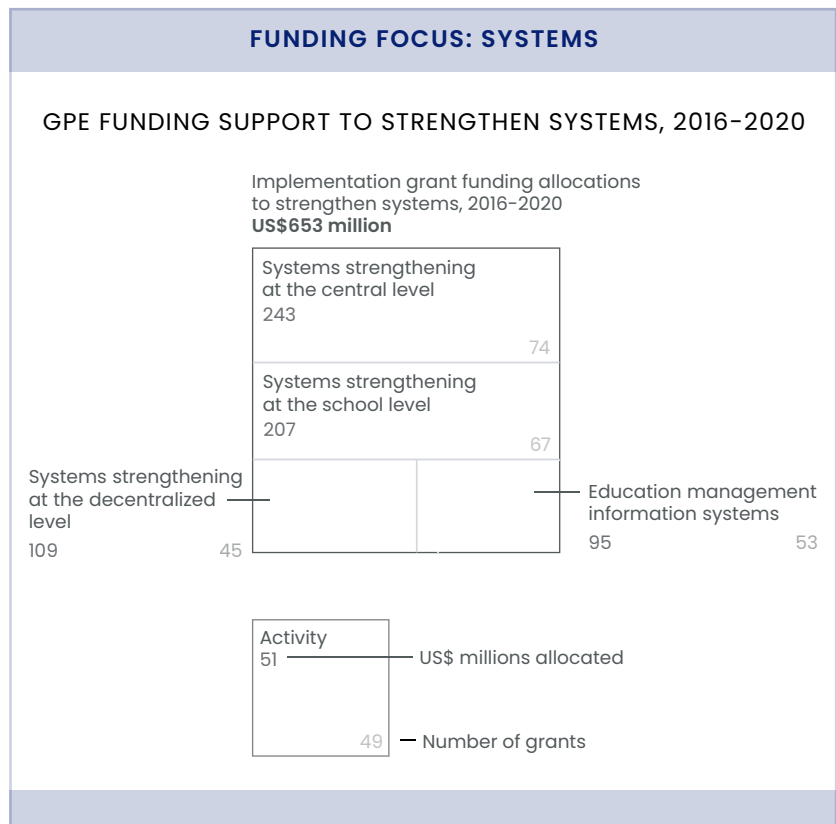 FUNDING FOCUS: SYSTEMS
GPE FUNDING SUPPORT TO STRENGTHEN SYSTEMS, 2016-2020
Implementation grant funding allocations
to strengthen systems, 2016-2020
US$653 million
Systems strengthening
at the central level
243
74
Systems strengthening
at the school level
207
67
Systems strengthening
at the decentralized
level
109
45
Education management
information systems
95
53
Activity
51
US$ millions allocated
49
Number of grants